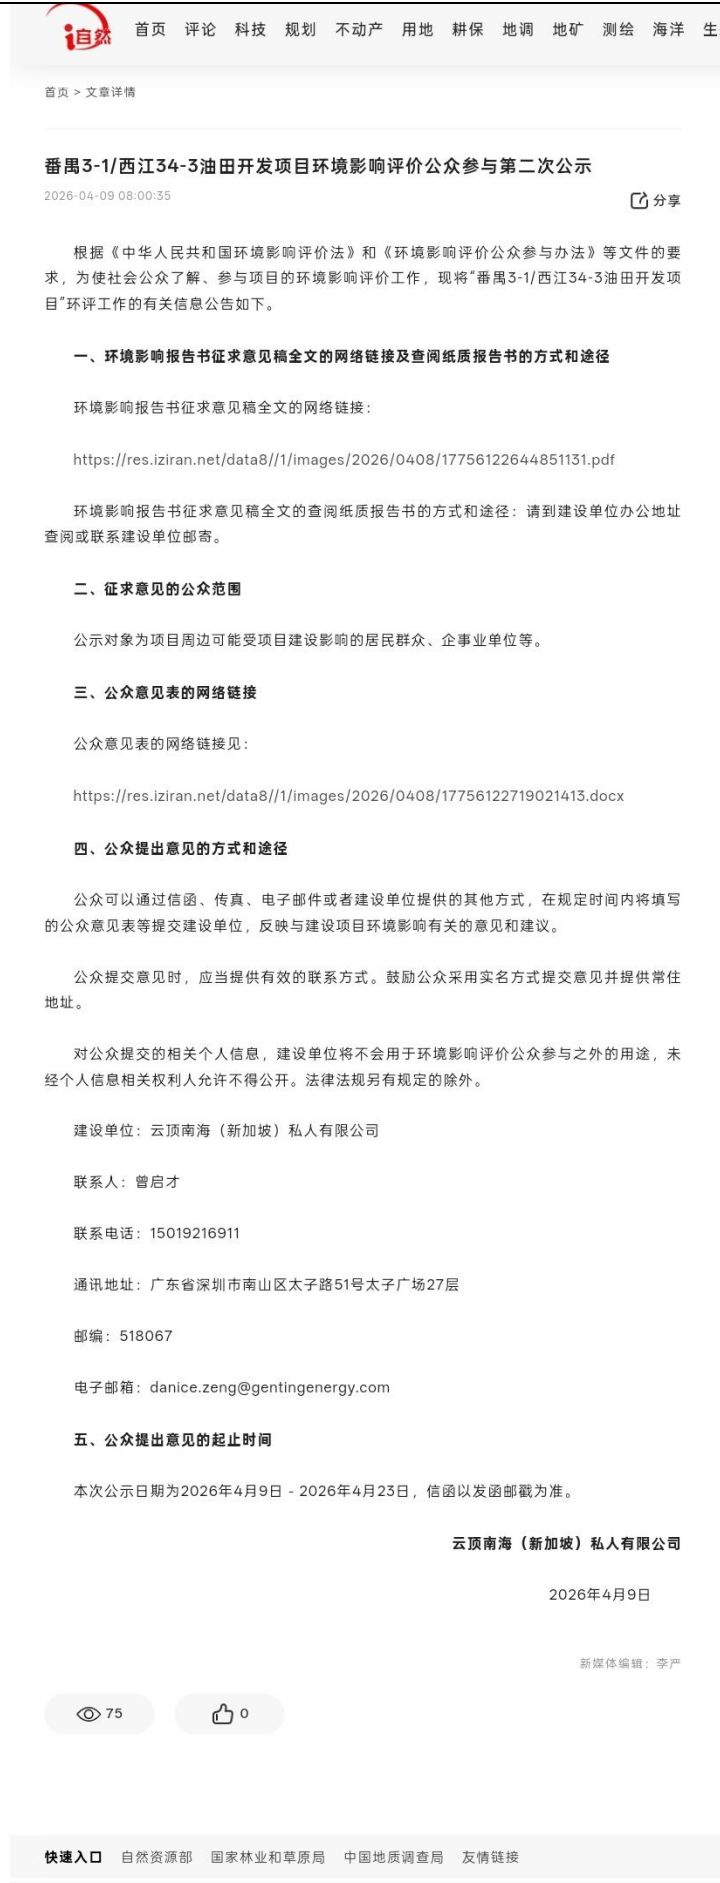 i自然
首页 评论 科技 规划 不动产 用地 耕保 地调 地矿 测绘 海洋 生
首页 > 文章详情
番禺3-1/西江34-3油田开发项目环境影响评价公众参与第二次公示
2026-04-09 08:00:35
分享
根据《中华人民共和国环境影响评价法》和《环境影响评价公众参与办法》等文件的要
求，为使社会公众了解、参与项目的环境影响评价工作，现将“番禺3-1/西江34-3油田开发项
目”环评工作的有关信息公告如下。
一、环境影响报告书征求意见稿全文的网络链接及查阅纸质报告书的方式和途径
环境影响报告书征求意见稿全文的网络链接：
https://res.iziran.net/data8//1/images/2026/0408/17756122644851131.pdf
环境影响报告书征求意见稿全文的查阅纸质报告书的方式和途径：请到建设单位办公地址
查阅或联系建设单位邮寄。
二、征求意见的公众范围
公示对象为项目周边可能受项目建设影响的居民群众、企事业单位等。
三、公众意见表的网络链接
公众意见表的网络链接见：
https://res.iziran.net/data8//1/images/2026/0408/17756122719021413.docx
四、公众提出意见的方式和途径
公众可以通过信函、传真、电子邮件或者建设单位提供的其他方式，在规定时间内将填写
的公众意见表等提交建设单位，反映与建设项目环境影响有关的意见和建议。
公众提交意见时，应当提供有效的联系方式。鼓励公众采用实名方式提交意见并提供常住
地址。
对公众提交的相关个人信息，建设单位将不会用于环境影响评价公众参与之外的用途，未
经个人信息相关权利人允许不得公开。法律法规另有规定的除外。
建设单位：云顶南海（新加坡）私人有限公司
联系人：曾启才
联系电话：15019216911
通讯地址：广东省深圳市南山区太子路51号太子广场27层
邮编：518067
电子邮箱：danice.zeng@gentingenergy.com
五、公众提出意见的起止时间
本次公示日期为2026年4月9日 - 2026年4月23日，信函以发函邮戳为准。
云顶南海（新加坡）私人有限公司
2026年4月9日
新媒体编辑：李严
75 0
快速入口 自然资源部 国家林业和草原局 中国地质调查局 友情链接